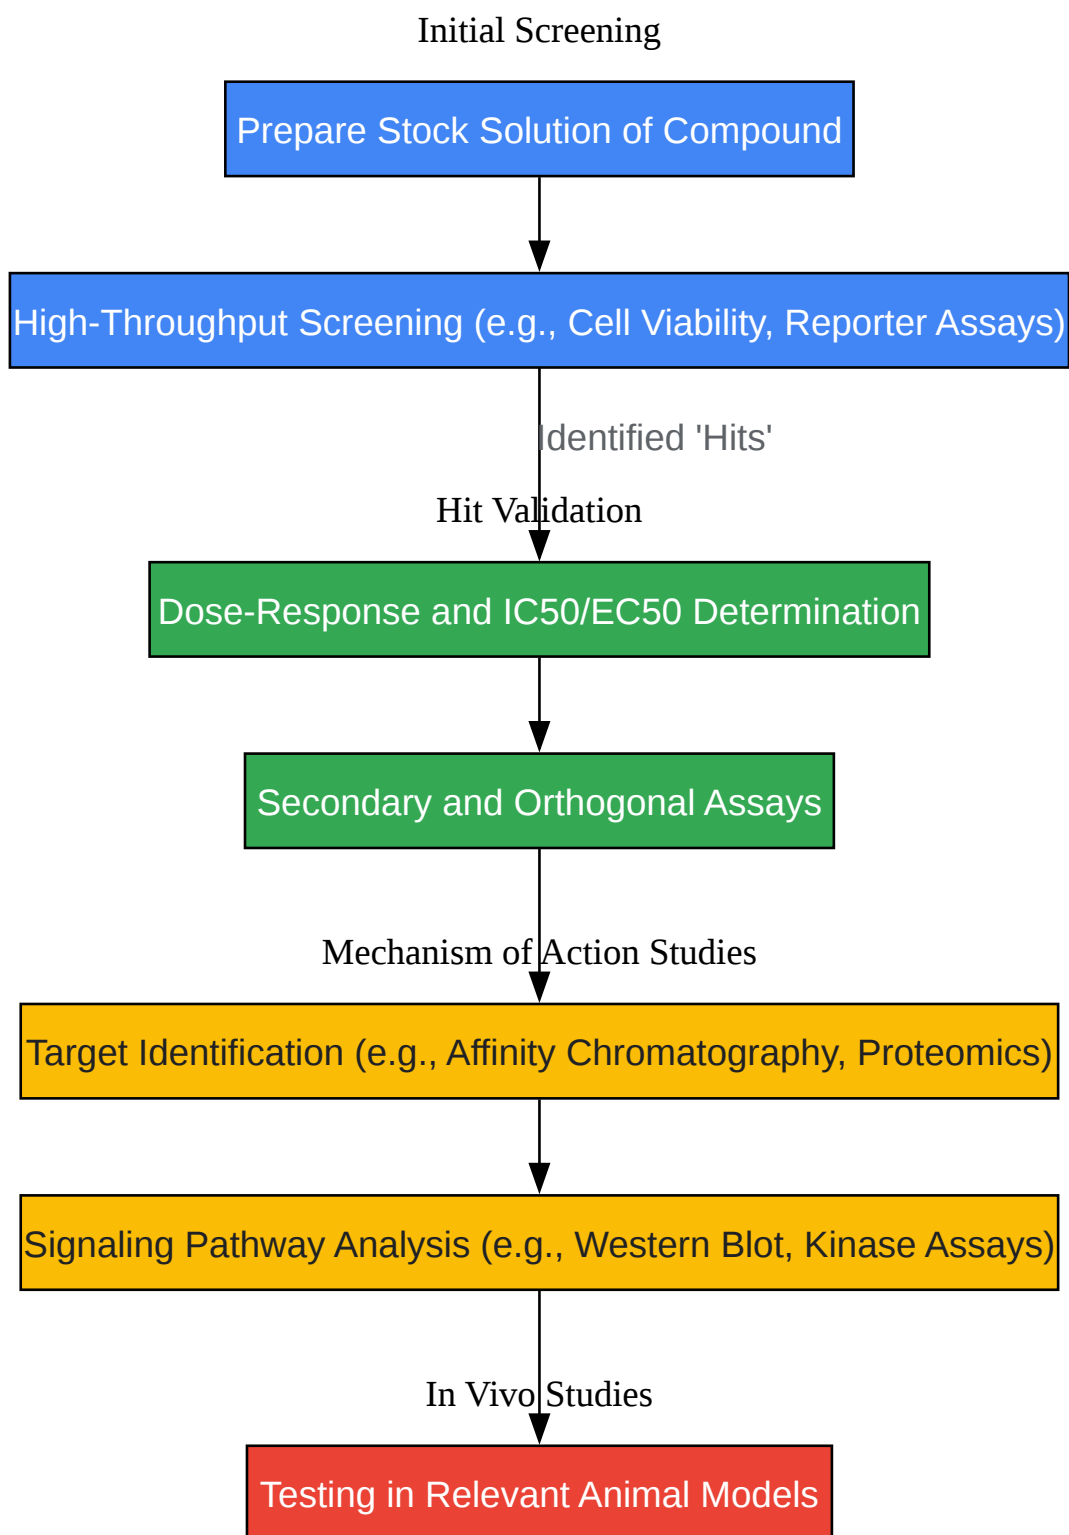 Initial Screening
Prepare Stock Solution of Compound
High-Throughput Screening (e.g., Cell Viability, Reporter Assays)
Identified 'Hits'
Hit Validation
Dose-Response and IC50/EC50 Determination
Secondary and Orthogonal Assays
Mechanism of Action Studies
Target Identification (e.g., Affinity Chromatography, Proteomics)
Signaling Pathway Analysis (e.g., Western Blot, Kinase Assays)
In Vivo Studies
Testing in Relevant Animal Models